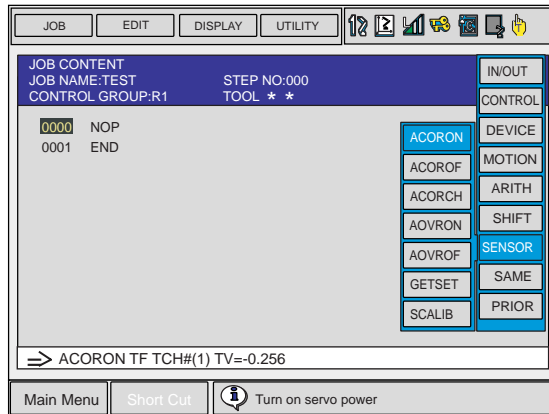 JOB EDIT DISPLAY UTILITY
JOB CONTENT
JOB NAME:TEST STEP NO:000
CONTROL GROUP:R1 TOOL * *
0000 NOP
0001 END
ACORON
ACOROF
ACORCH
AOVRON
AOVROF
GETSET
SCALIB
IN/OUT
CONTROL
DEVICE
MOTION
ARITH
SHIFT
SENSOR
SAME
PRIOR
=> ACORON TF TCH#(1) TV=-0.256
Main Menu Short Cut Turn on servo power